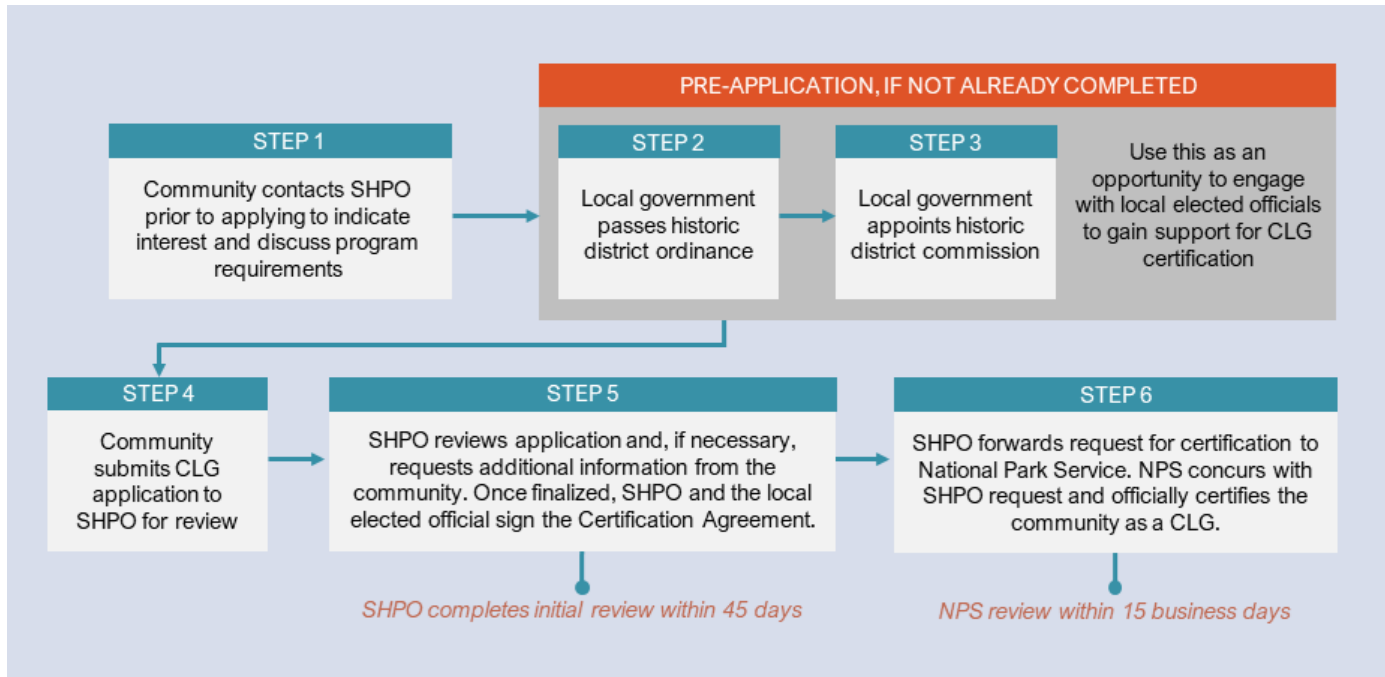 PRE-APPLICATION, IF NOT ALREADY COMPLETED
STEP 1
Community contacts SHPO
prior to applying to indicate
interest and discuss program
requirements
STEP 2
Local government
passes historic
district ordinance
STEP 3
Local government
appoints historic
district commission
Use this as an
opportunity to engage
with local elected officials
to gain support for CLG
certification
STEP 4
Community
submits CLG
application to
SHPO for review
STEP 5
SHPO reviews application and, if necessary,
requests additional information from the
community. Once finalized, SHPO and the local
elected official sign the Certification Agreement.
SHPO completes initial review within 45 days
STEP 6
SHPO forwards request for certification to
National Park Service. NPS concurs with
SHPO request and officially certifies the
community as a CLG.
NPS review within 15 business days